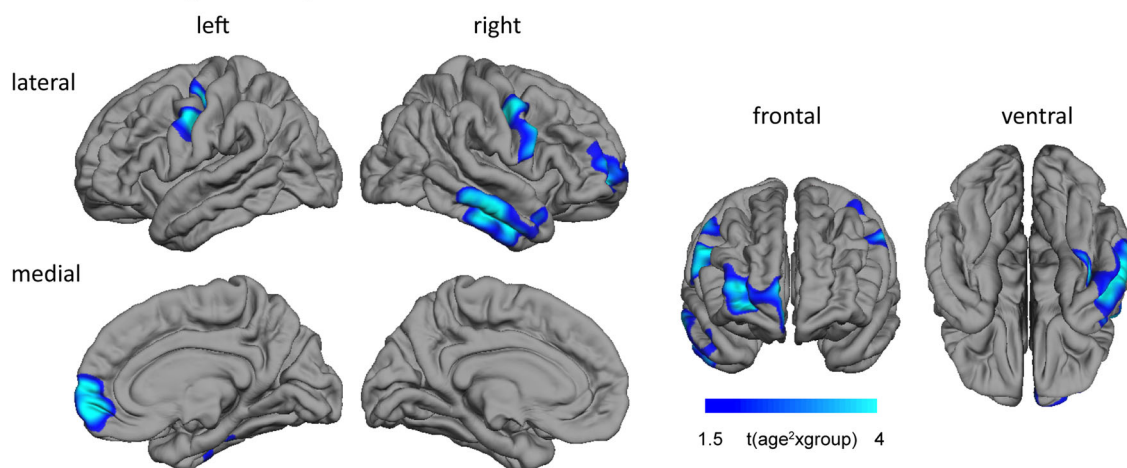 left
right
lateral
frontal
ventral
medial
1.5 t(age²xgroup) 4